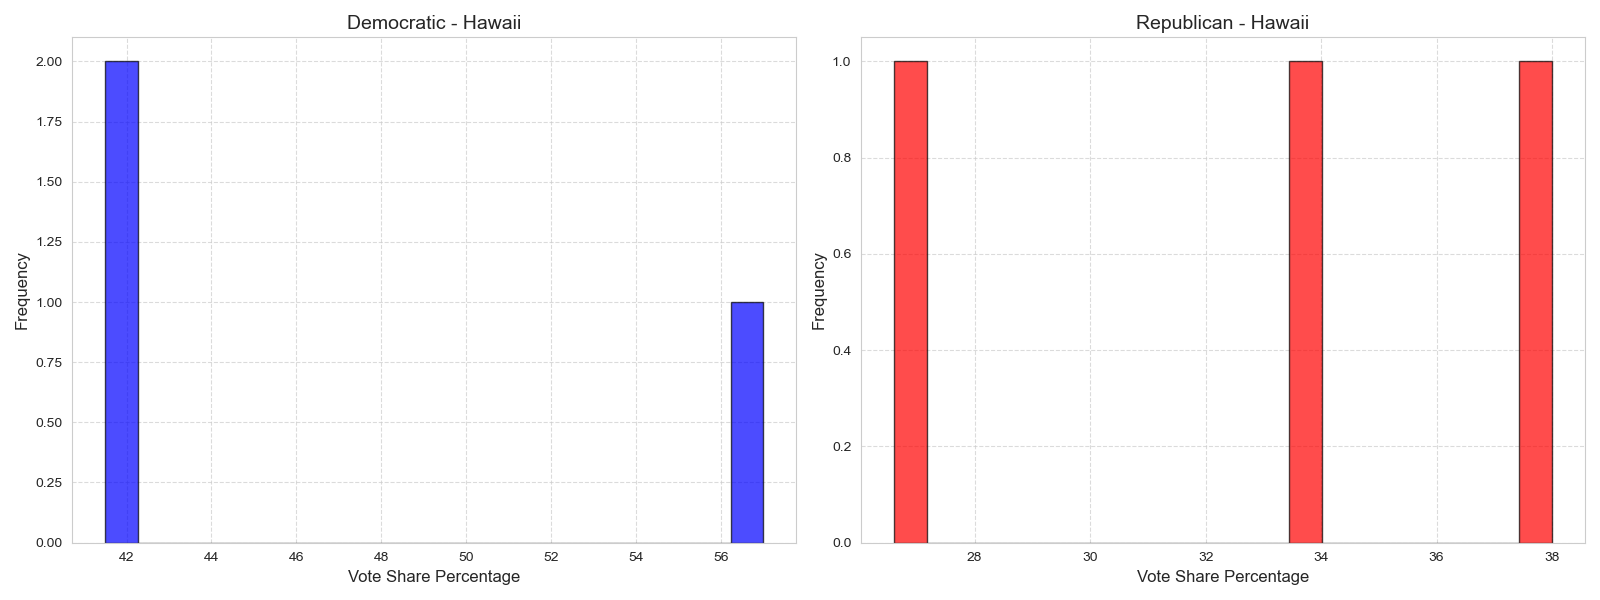 Democratic - Hawaii
2.00
1.75
1.50
1.25
1.00
0.75
0.50
0.25
0.00
Frequency
42 44 46 48 50 52 54 56
Vote Share Percentage
Republican - Hawaii
1.0
0.8
0.6
0.4
0.2
0.0
Frequency
28 30 32 34 36 38
Vote Share Percentage